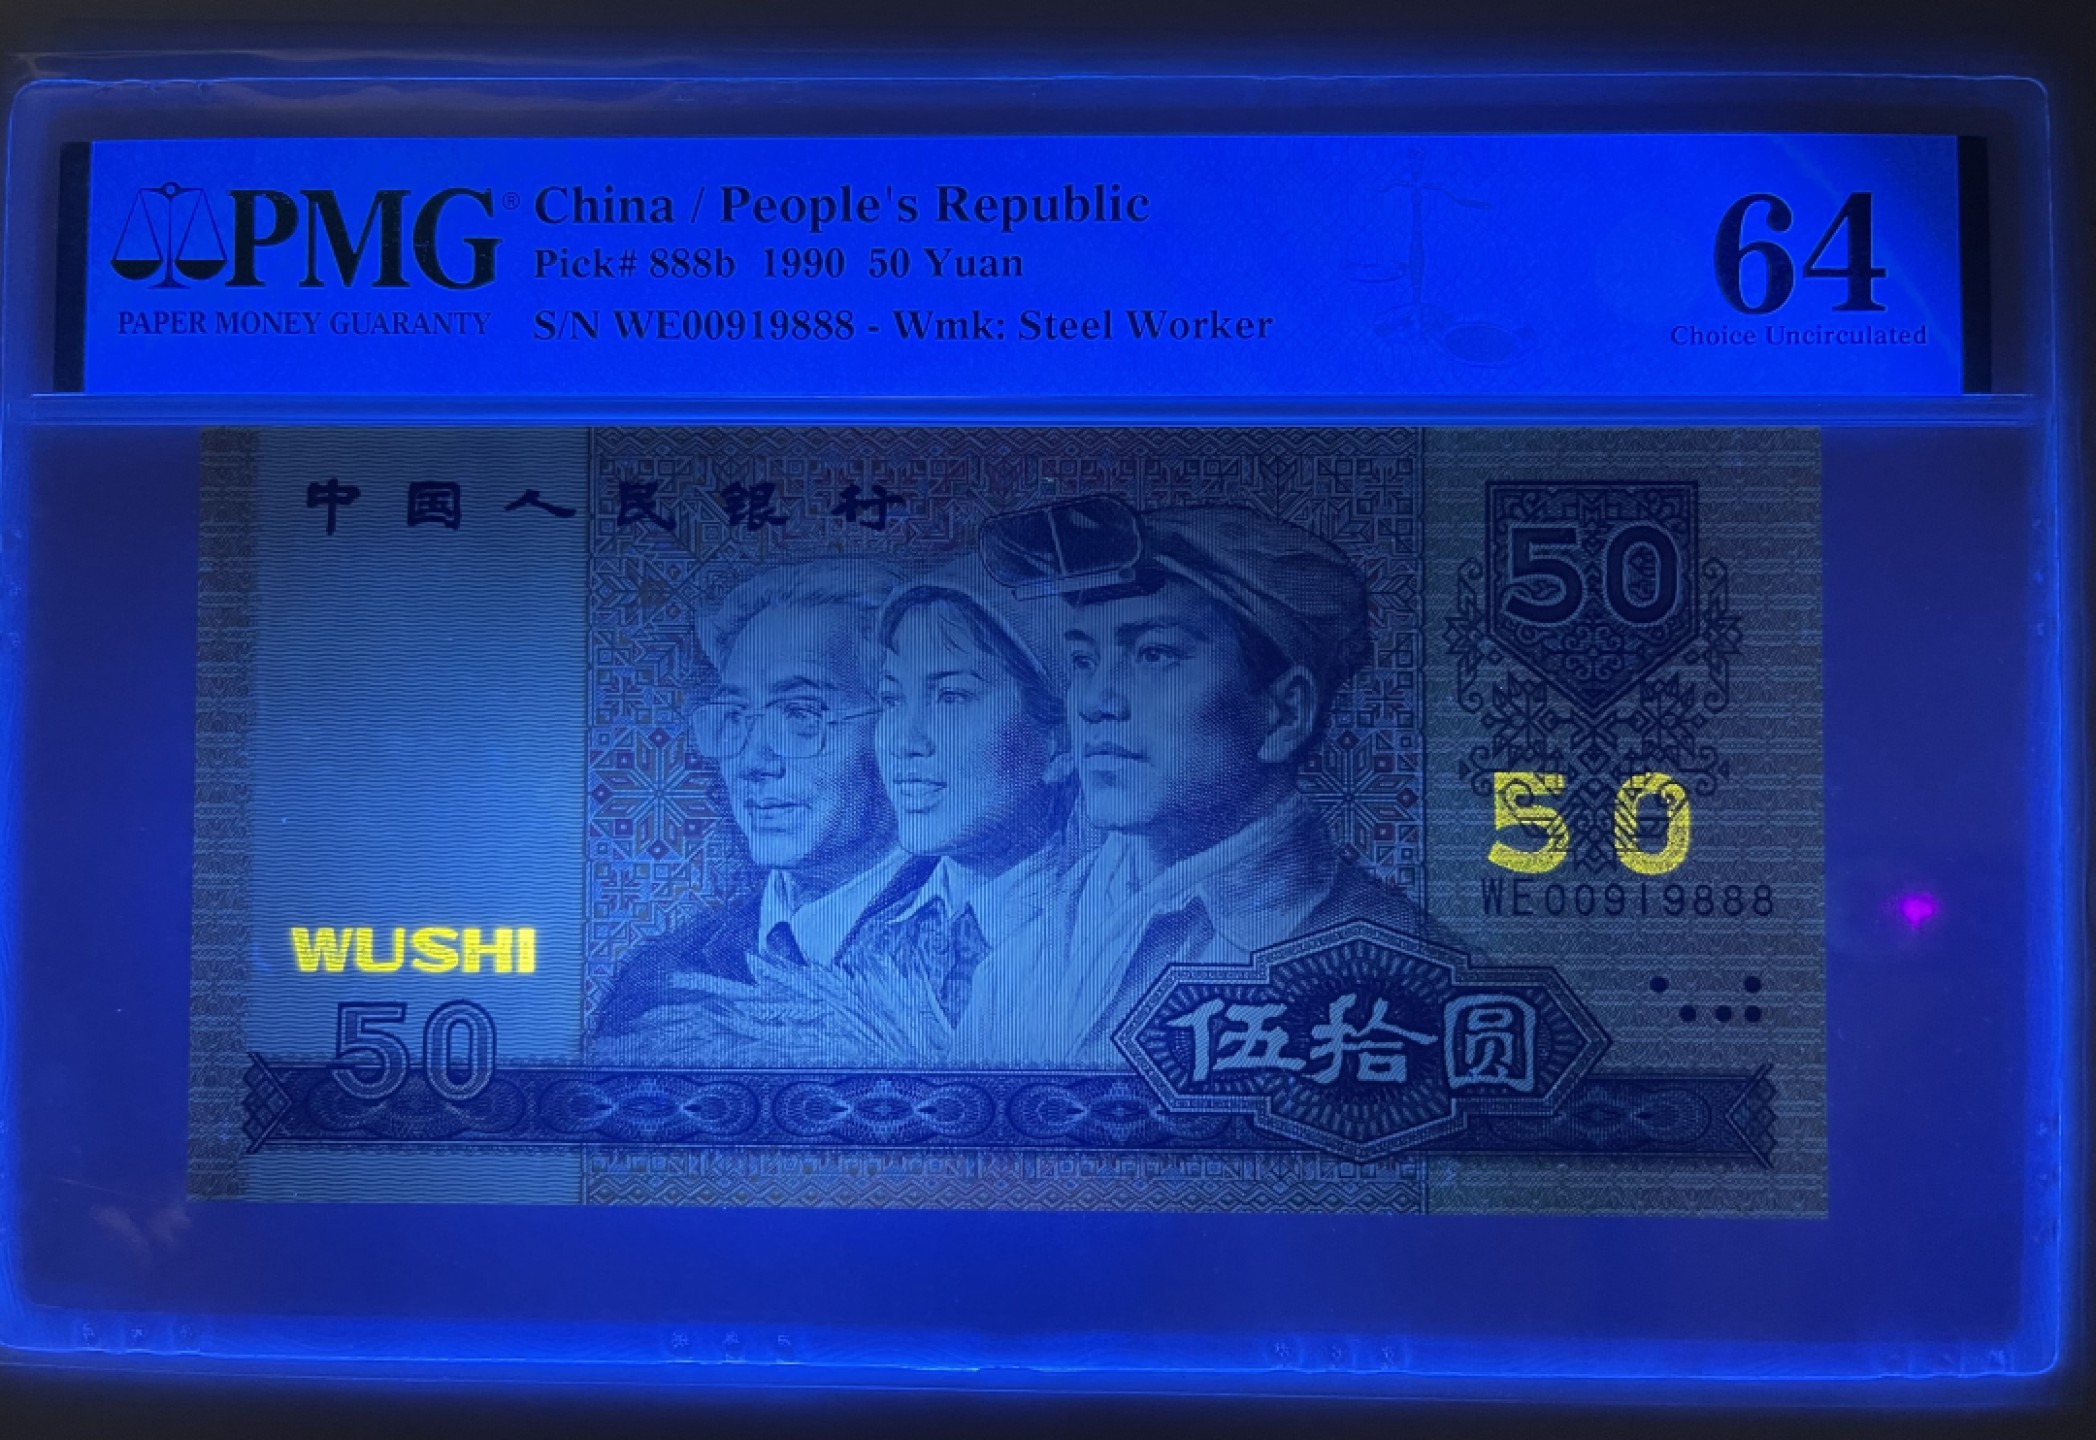 PMG® China / People's Republic
Pick# 888b 1990 50 Yuan
PAPER MONEY GUARANTY
S/N WE00919888 - Wmk: Steel Worker
64
Choice Uncirculated
中国人民银行
50
50
WE00919888
WUSHI
50
伍拾圆